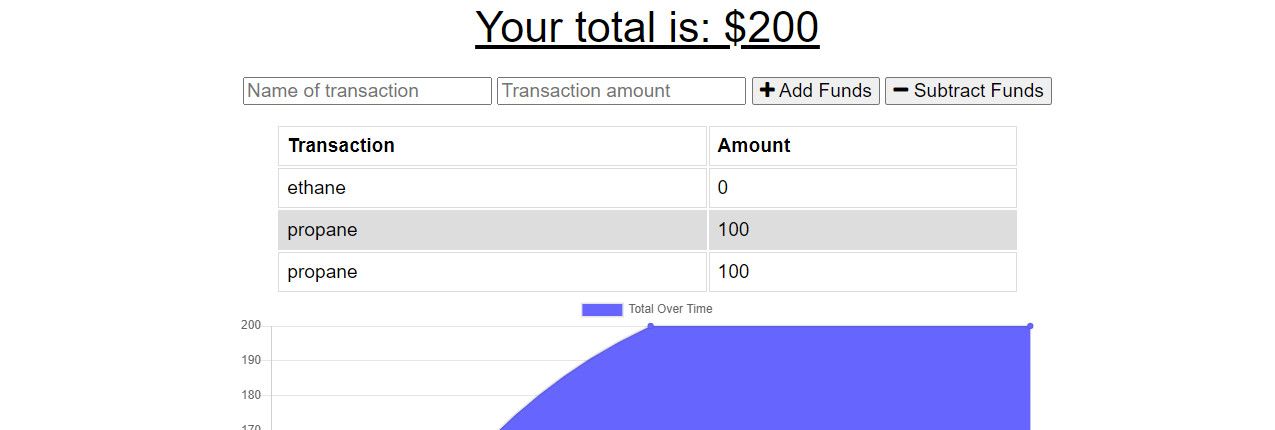 Your total is: $200
Name of transaction Transaction amount Add Funds Subtract Funds
Transaction Amount
ethane 0
propane 100
propane 100
Total Over Time
200
190
180
170